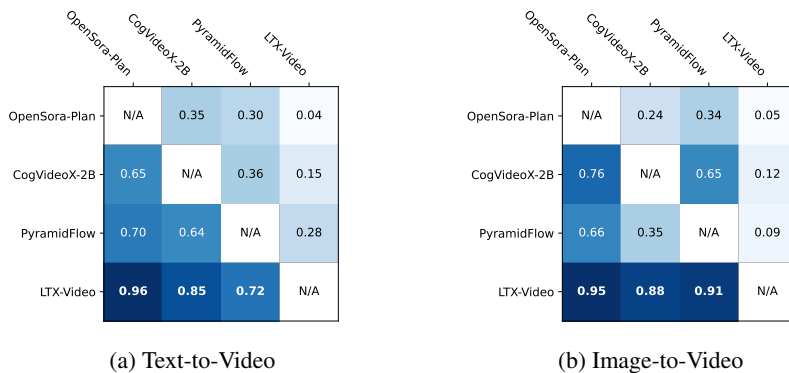 OpenSora-Plan CogVideoX-2B PyramidFlow LTX-Video
OpenSora-Plan N/A 0.35 0.30 0.04
CogVideoX-2B 0.65 N/A 0.36 0.15
PyramidFlow 0.70 0.64 N/A 0.28
LTX-Video 0.96 0.85 0.72 N/A
(a) Text-to-Video
OpenSora-Plan CogVideoX-2B PyramidFlow LTX-Video
OpenSora-Plan N/A 0.24 0.34 0.05
CogVideoX-2B 0.76 N/A 0.65 0.12
PyramidFlow 0.66 0.35 N/A 0.09
LTX-Video 0.95 0.88 0.91 N/A
(b) Image-to-Video